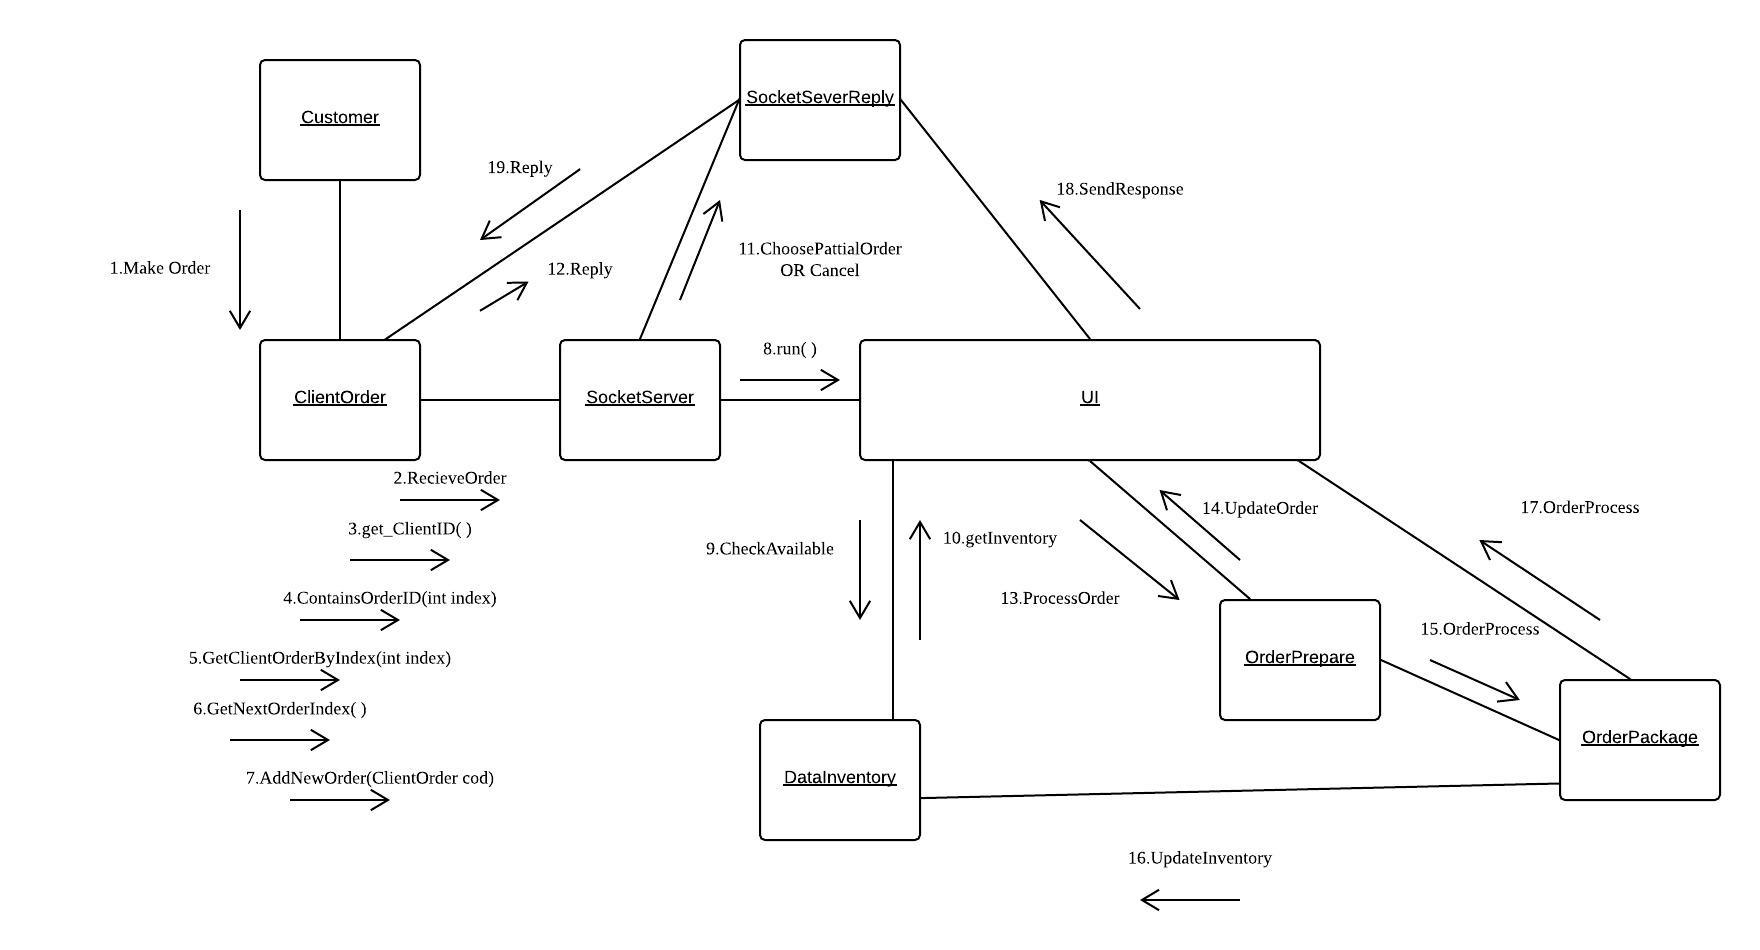 SocketSeverReply
Customer
19.Reply
18.SendResponse
11.ChoosePattialOrder
OR Cancel
1.Make Order
12.Reply
8.run( )
ClientOrder
SocketServer
UI
2.RecieveOrder
3.get_ClientID( )
4.ContainsOrderID(int index)
5.GetClientOrderByIndex(int index)
6.GetNextOrderIndex( )
7.AddNewOrder(ClientOrder cod)
9.CheckAvailable
10.getInventory
14.UpdateOrder
17.OrderProcess
13.ProcessOrder
15.OrderProcess
OrderPrepare
OrderPackage
DataInventory
16.UpdateInventory